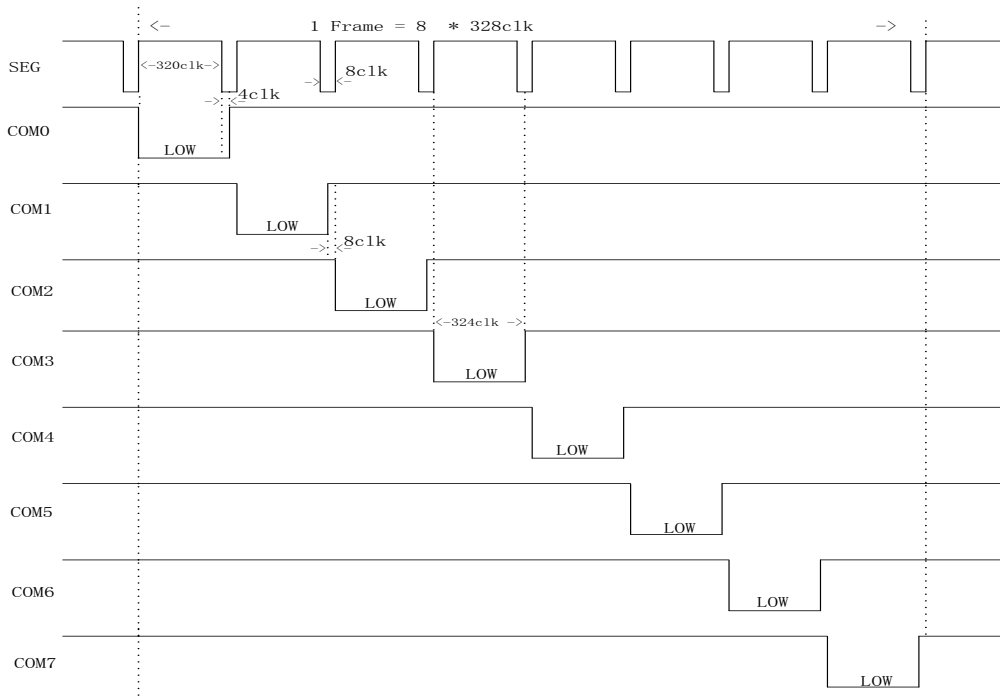 <- 1 Frame = 8 * 328clk ->
SEG <-320clk-> 8clk
-> <-
4clk
-> <-
COM0
LOW
COM1
LOW
8clk
-> <-
COM2
LOW
<-324clk ->
COM3
LOW
COM4
LOW
COM5
LOW
COM6
LOW
COM7
LOW